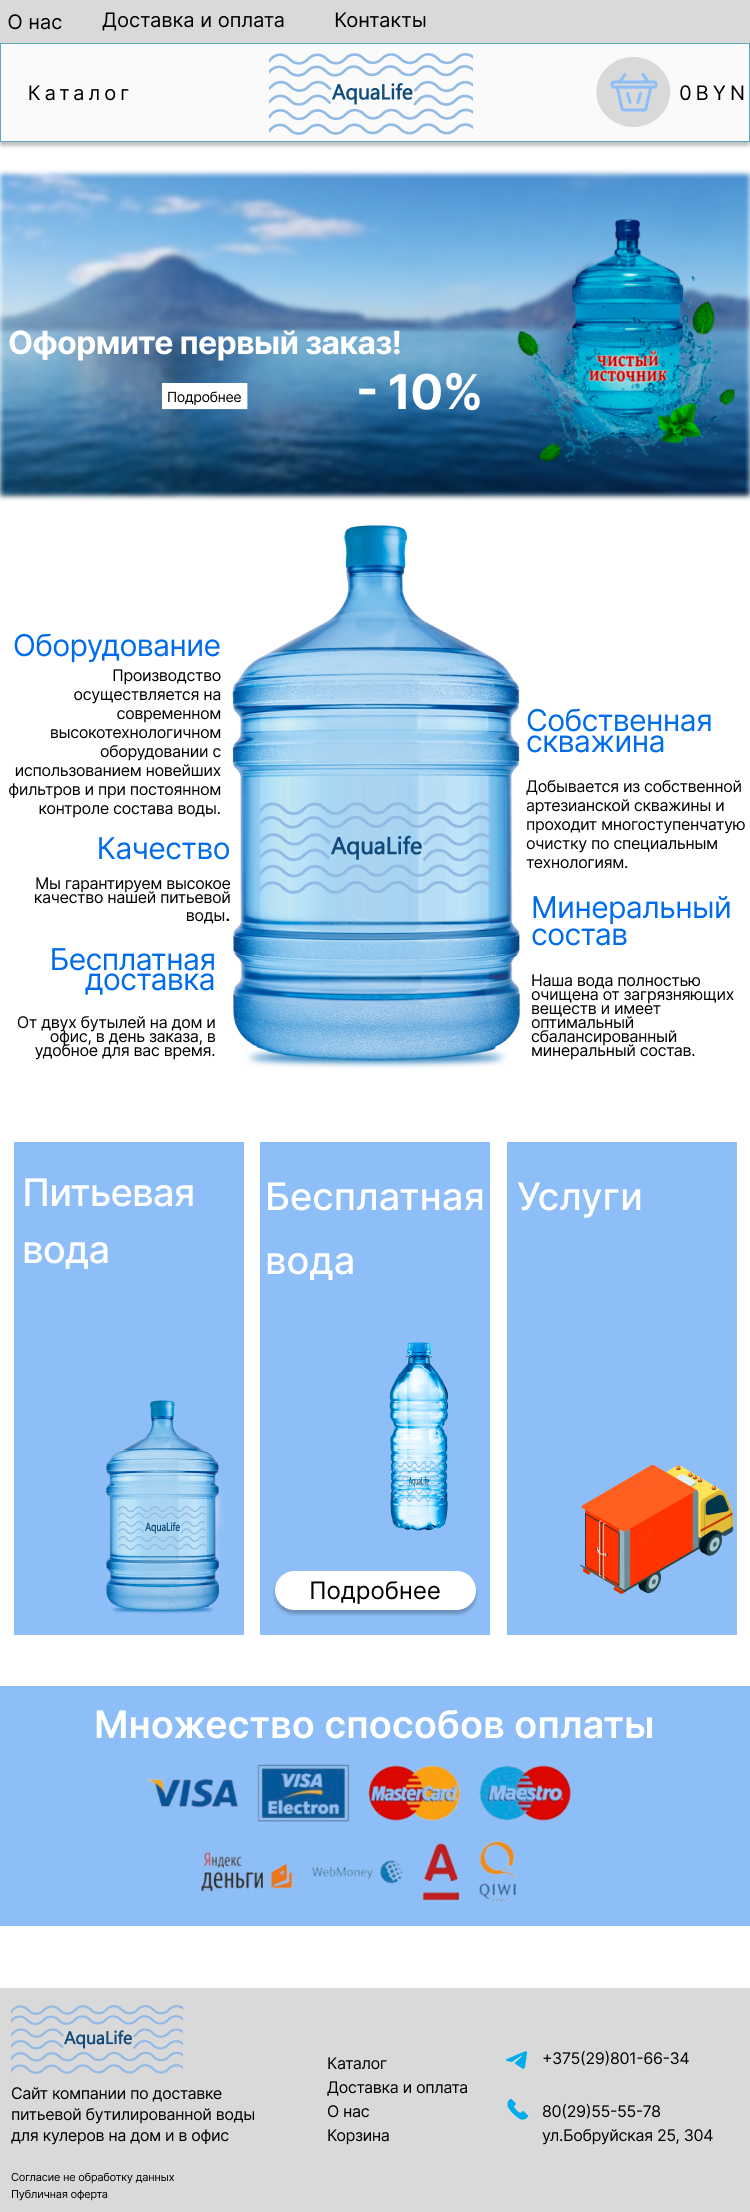 О нас
Доставка и оплата
Контакты
Каталог
AquaLife
0BYN
Оформите первый заказ!
Подробнее
- 10%
ЧИСТЫЙ
ИСТОЧНИК
Оборудование
Производство
осуществляется на
современном
высокотехнологичном
оборудовании с
использованием новейших
фильтров и при постоянном
контроле состава воды.
Качество
Мы гарантируем высокое
качество нашей питьевой
воды.
Бесплатная
доставка
От двух бутылей на дом и
офис, в день заказа, в
удобное для вас время.
AquaLife
Собственная
скважина
Добывается из собственной
артезианской скважины и
проходит многоступенчатую
очистку по специальным
технологиям.
Минеральный
состав
Наша вода полностью
очищена от загрязняющих
веществ и имеет
оптимальный
сбалансированный
минеральный состав.
Питьевая
вода
AquaLife
Бесплатная
вода
AquaLife
Подробнее
Услуги
Множество способов оплаты
VISA
VISA
Electron
MasterCard
Maestro
Яндекс
деньги
WebMoney
А
QIWI
AquaLife
Сайт компании по доставке
питьевой бутилированной воды
для кулеров на дом и в офис
Согласие не обработку данных
Публичная оферта
Каталог
Доставка и оплата
О нас
Корзина
+375(29)801-66-34
80(29)55-55-78
ул.Бобруйская 25, 304